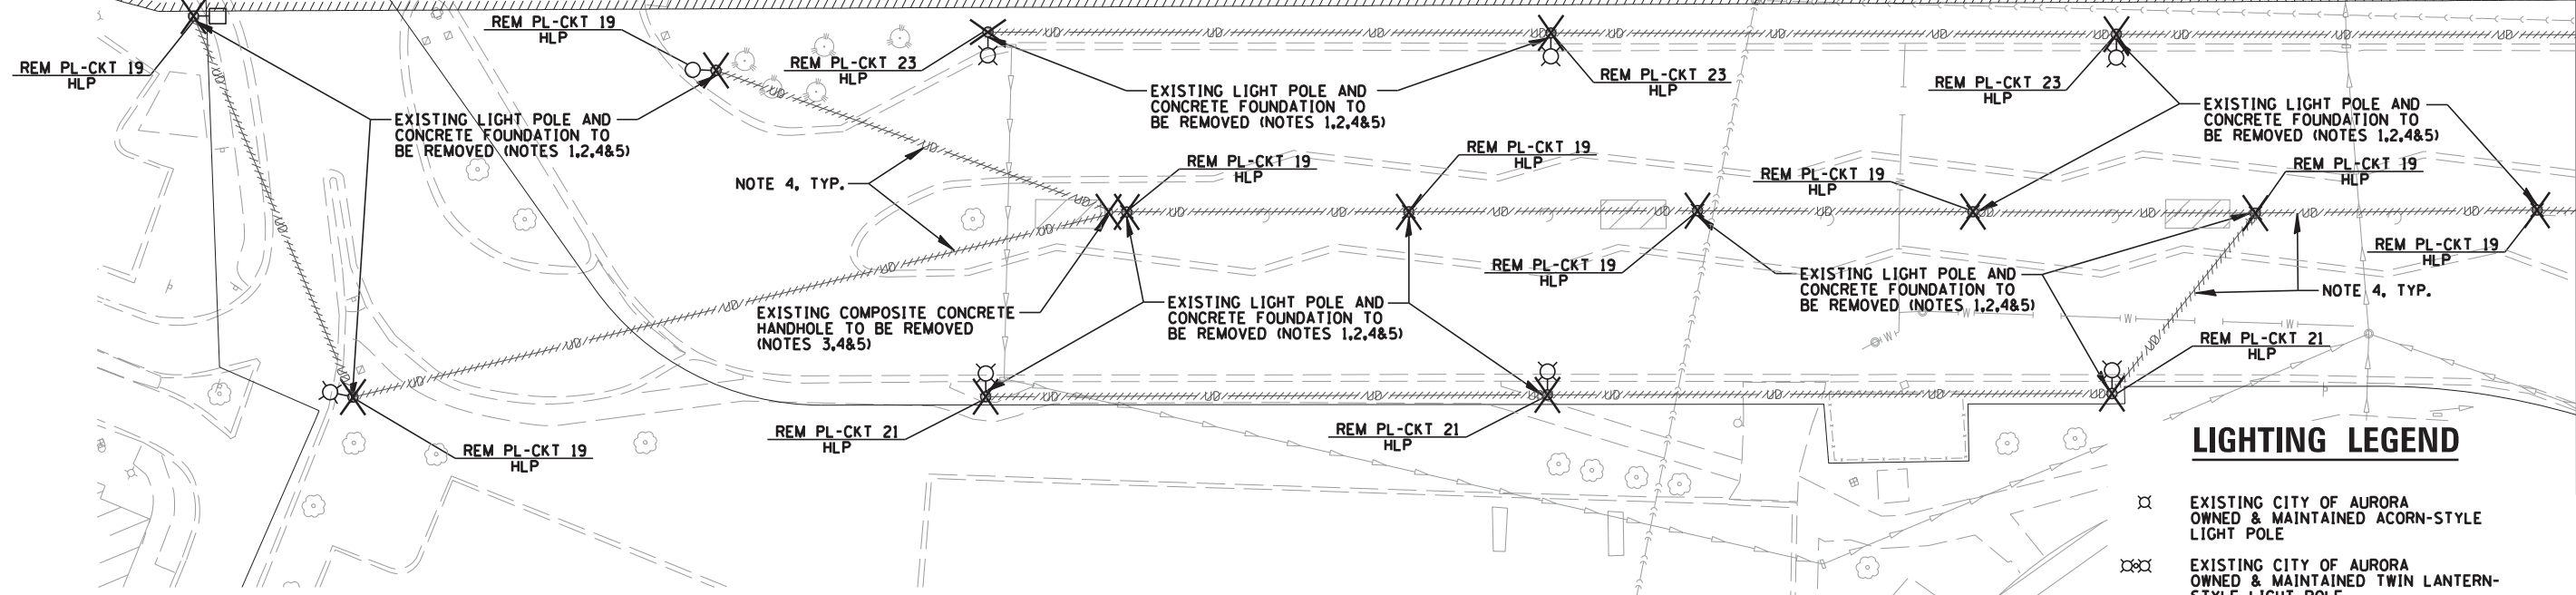 REM PL-CKT 19
HLP
REM PL-CKT 19
HLP
REM PL-CKT 23
HLP
REM PL-CKT 23
HLP
REM PL-CKT 23
HLP
EXISTING LIGHT POLE AND
CONCRETE FOUNDATION TO
BE REMOVED (NOTES 1,2,4&5)
EXISTING LIGHT POLE AND
CONCRETE FOUNDATION TO
BE REMOVED (NOTES 1,2,4&5)
EXISTING LIGHT POLE AND
CONCRETE FOUNDATION TO
BE REMOVED (NOTES 1,2,4&5)
NOTE 4, TYP.
REM PL-CKT 19
HLP
REM PL-CKT 19
HLP
REM PL-CKT 19
HLP
REM PL-CKT 19
HLP
REM PL-CKT 19
HLP
REM PL-CKT 19
HLP
EXISTING COMPOSITE CONCRETE
HANDHOLE TO BE REMOVED
(NOTES 3,4&5)
EXISTING LIGHT POLE AND
CONCRETE FOUNDATION TO
BE REMOVED (NOTES 1,2,4&5)
EXISTING LIGHT POLE AND
CONCRETE FOUNDATION TO
BE REMOVED (NOTES 1,2,4&5)
NOTE 4, TYP.
REM PL-CKT 21
HLP
REM PL-CKT 19
HLP
REM PL-CKT 21
HLP
REM PL-CKT 21
HLP
LIGHTING LEGEND
EXISTING CITY OF AURORA
OWNED & MAINTAINED ACORN-STYLE
LIGHT POLE
EXISTING CITY OF AURORA
OWNED & MAINTAINED TWIN LANTERN-
STYLE LIGHT POLE